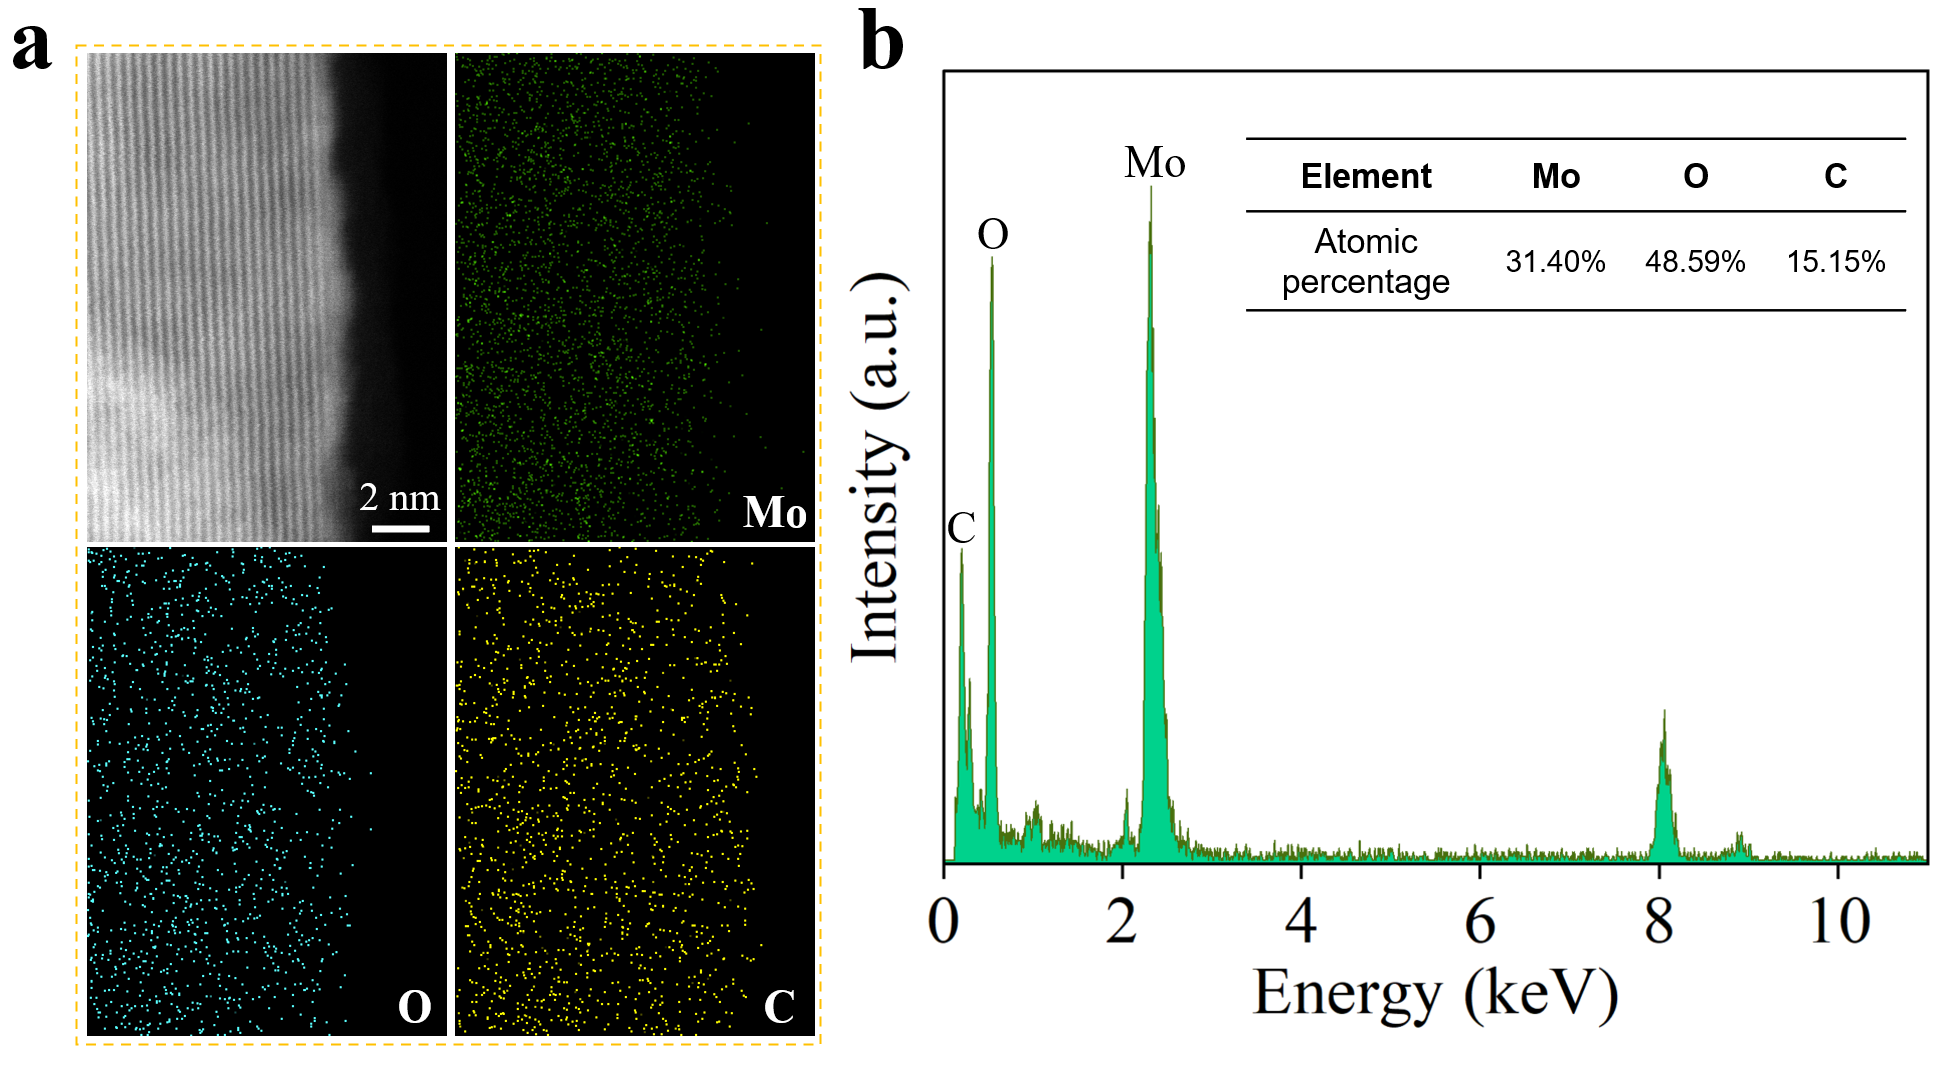 a
2 nm
Mo
O
C
b
Intensity (a.u.)
C
O
Mo
Element Mo O C
Atomic
percentage 31.40% 48.59% 15.15%
0 2 4 6 8 10
Energy (keV)